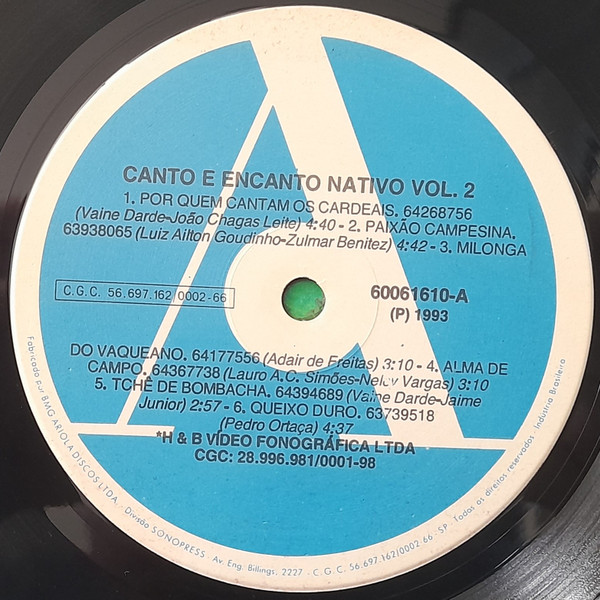 CANTO E ENCANTO NATIVO VOL. 2
1. POR QUEM CANTAM OS CARDEAIS. 64268756
(Vaine Darde-João Chagas Leite) 4:40 - 2. PAIXÃO CAMPESINA.
63938065 (Luiz Ailton Goudinho-Zulmar Benitez) 4:42 - 3. MILONGA
C.G.C. 56.697.162/0002-66
60061610-A
(P) 1993
DO VAQUEANO. 64177556 (Adair de Freitas) 3:10 - 4. ALMA DE
CAMPO. 64367738 (Lauro A.C. Simões-Neley Vargas) 3:10
5. TCHÊ DE BOMBACHA. 64394689 (Vaine Darde-Jaime
Junior) 2:57 - 6. QUEIXO DURO. 63739518
(Pedro Ortaça) 4:37
*H & B VÍDEO FONOGRÁFICA LTDA
CGC: 28.996.981/0001-98
Fabricado por BMG ARIOLA DISCOS LTDA. - Divisão SONOPRESS - Av. Eng. Billings, 2227 - C.G.C. 56.697.162/0002-66 - SP - Todos os direitos reservados - Indústria Brasileira